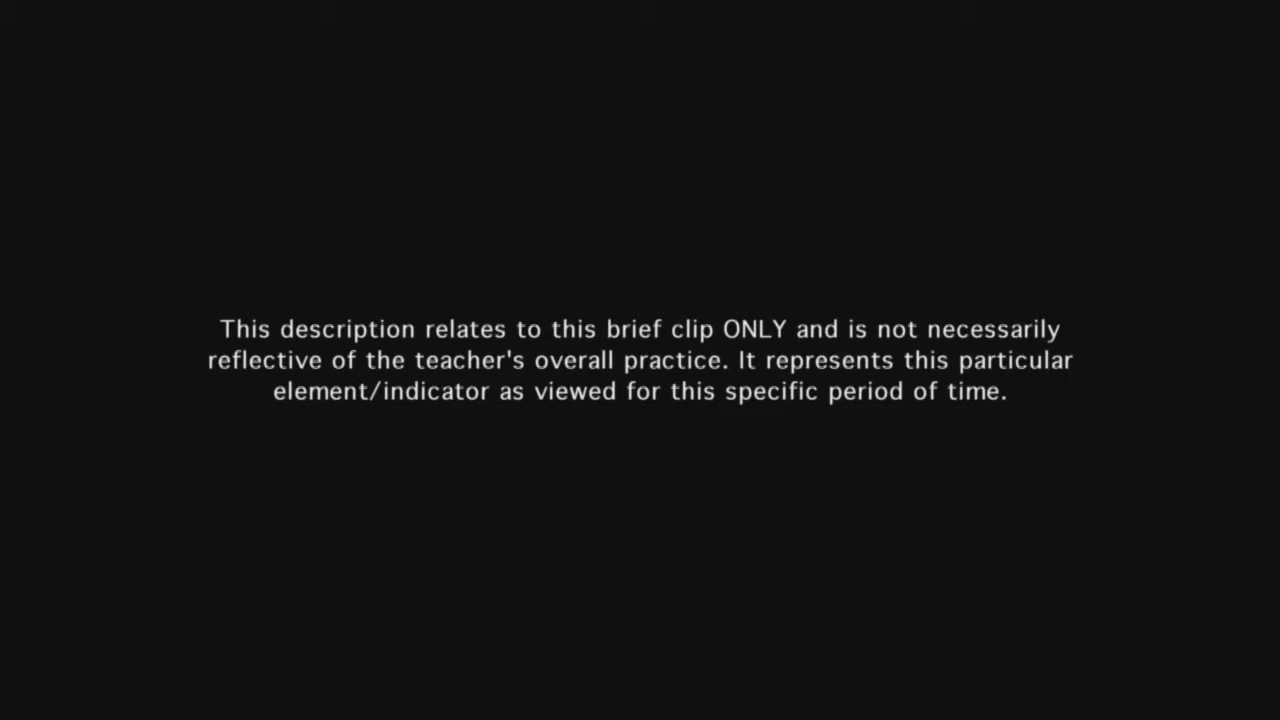 This description relates to this brief clip ONLY and is not necessarily
reflective of the teacher's overall practice. It represents this particular
element/indicator as viewed for this specific period of time.